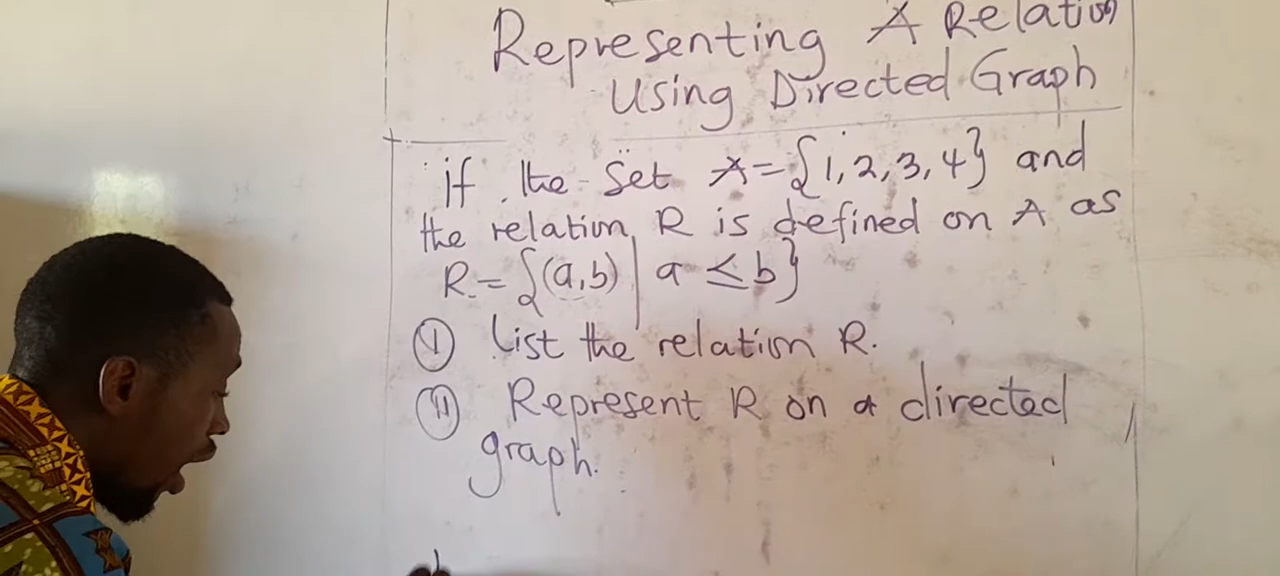 Representing A Relation
Using Directed Graph
if the set A={1,2,3,4} and
the relation R is defined on A as
R={(a,b)| a ≤ b}
(I) List the relation R.
(II) Represent R on a directed
graph.